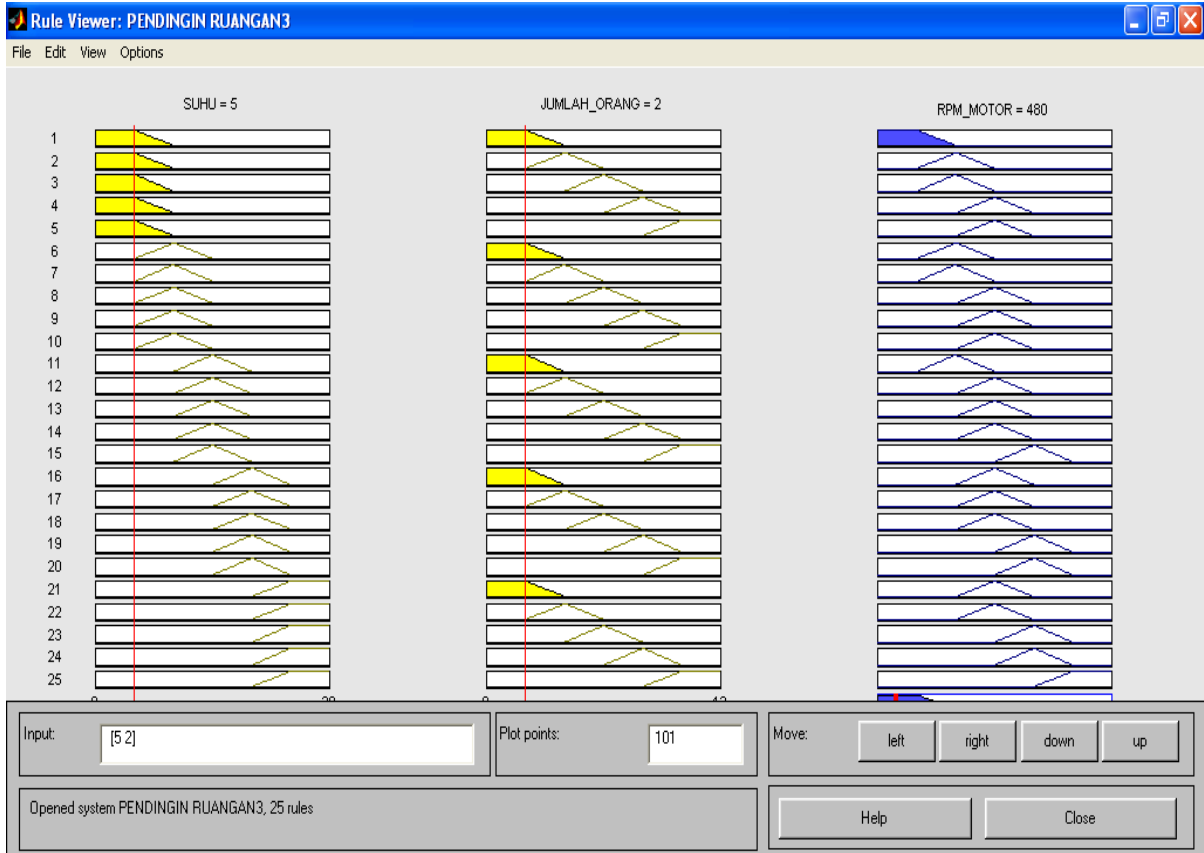 Rule Viewer: PENDINGIN RUANGAN3
File Edit View Options
SUHU = 5
JUMLAH_ORANG = 2
RPM_MOTOR = 480
1
2
3
4
5
6
7
8
9
10
11
12
13
14
15
16
17
18
19
20
21
22
23
24
25
Input:
[5 2]
Plot points:
101
Move:
left
right
down
up
Opened system PENDINGIN RUANGAN3, 25 rules
Help
Close